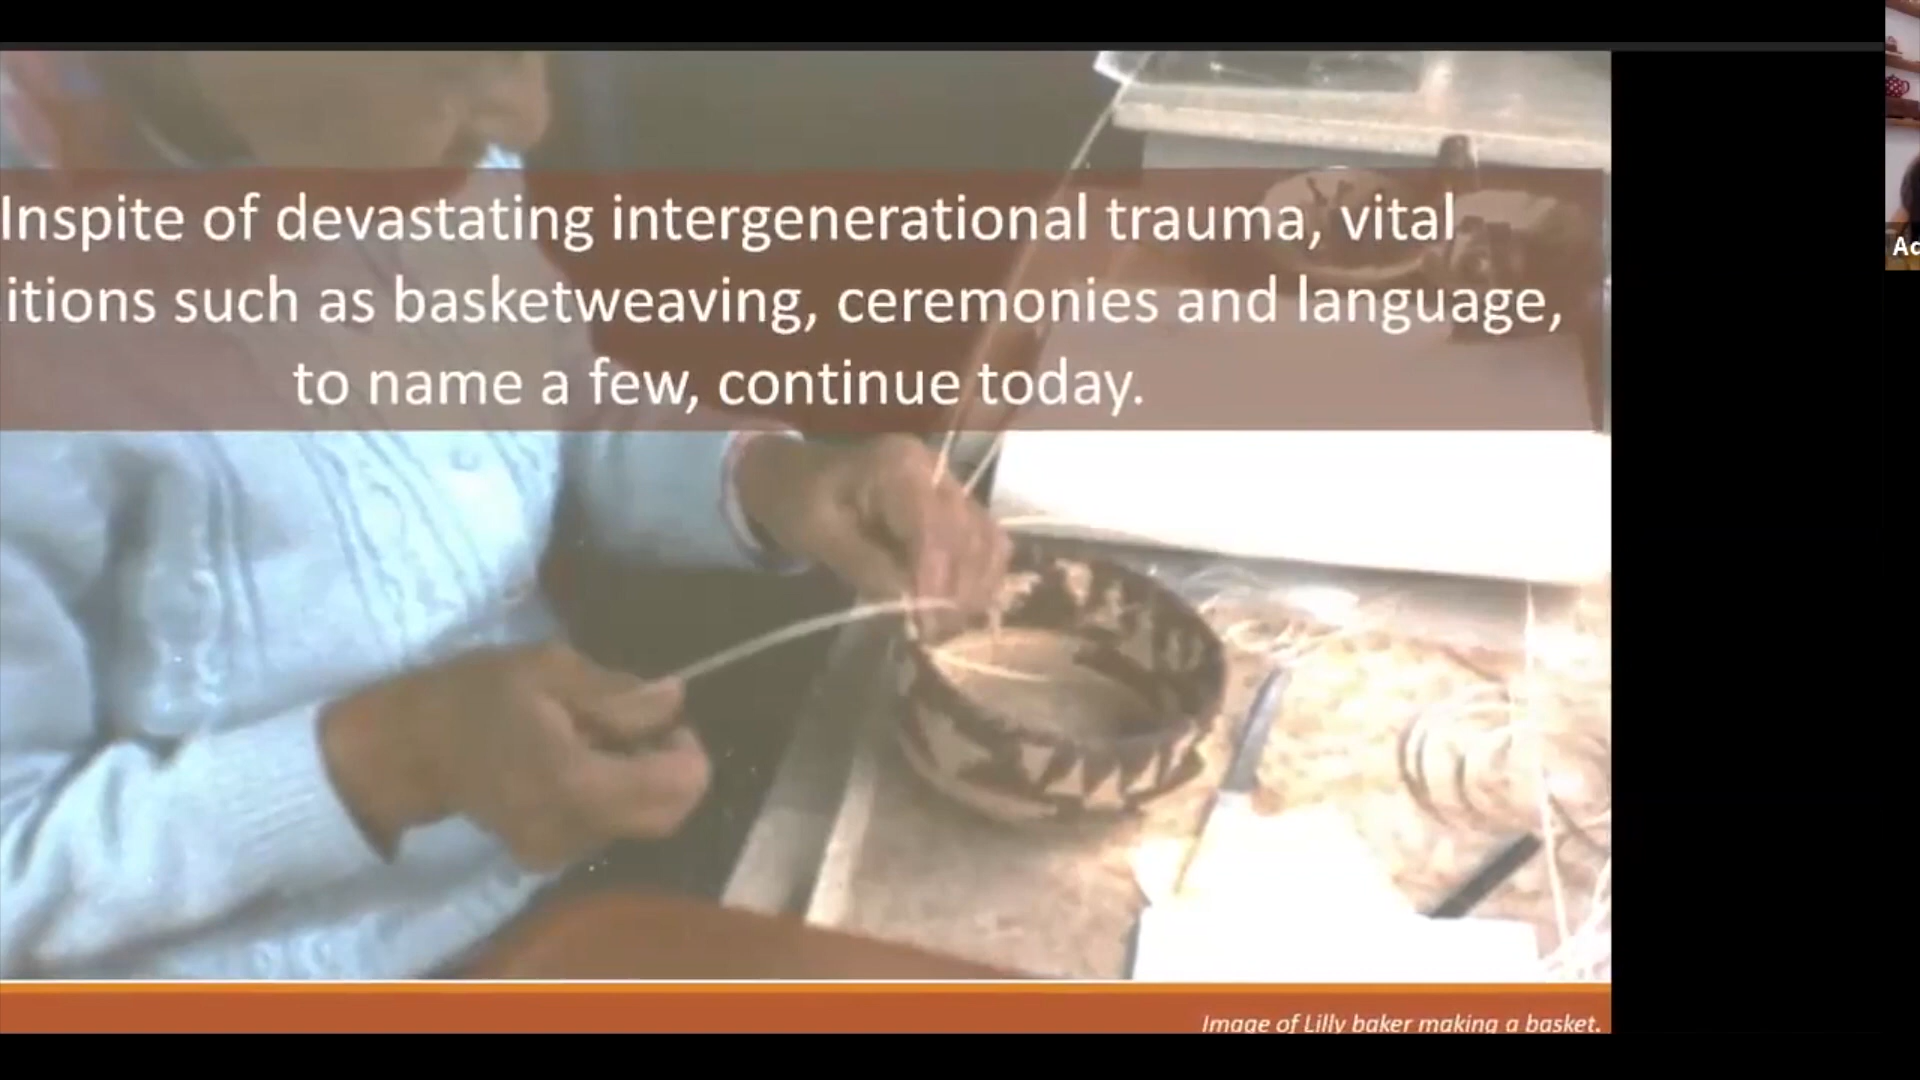 Inspite of devastating intergenerational trauma, vital
itions such as basketweaving, ceremonies and language,
to name a few, continue today.
Image of Lilly baker making a basket.
Ac